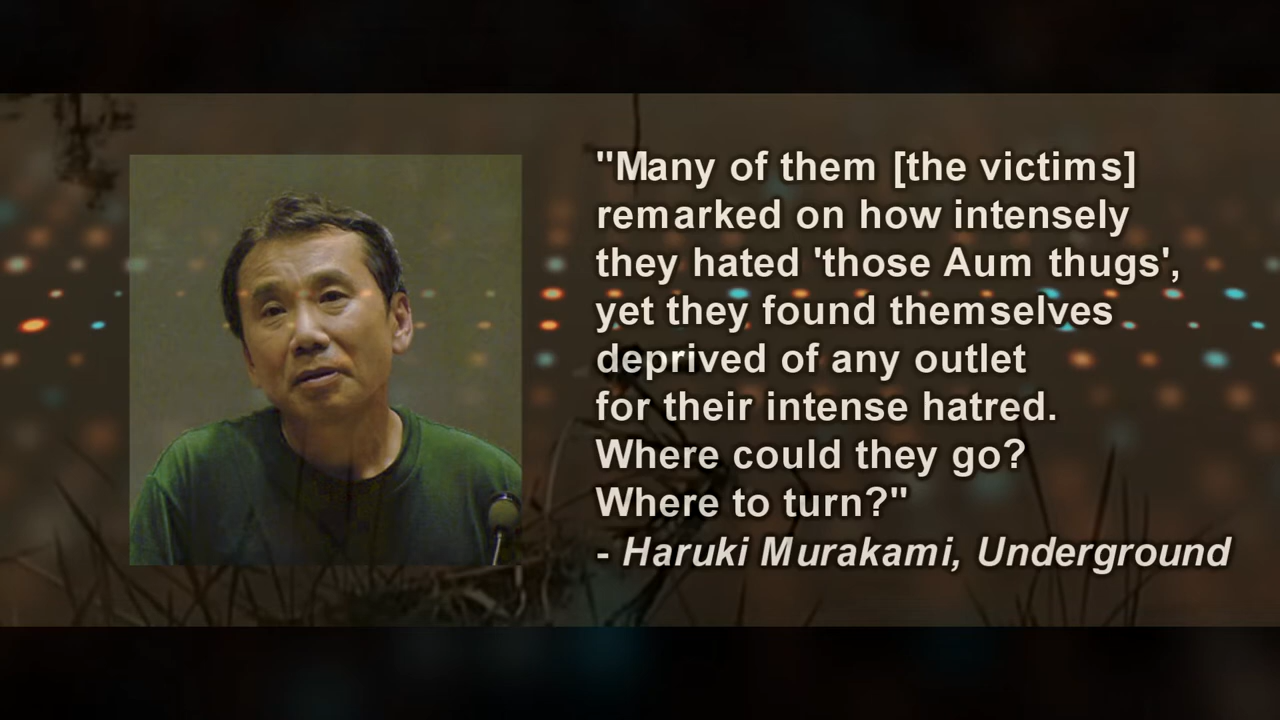 "Many of them [the victims]
remarked on how intensely
they hated 'those Aum thugs',
yet they found themselves
deprived of any outlet
for their intense hatred.
Where could they go?
Where to turn?"
- Haruki Murakami, Underground